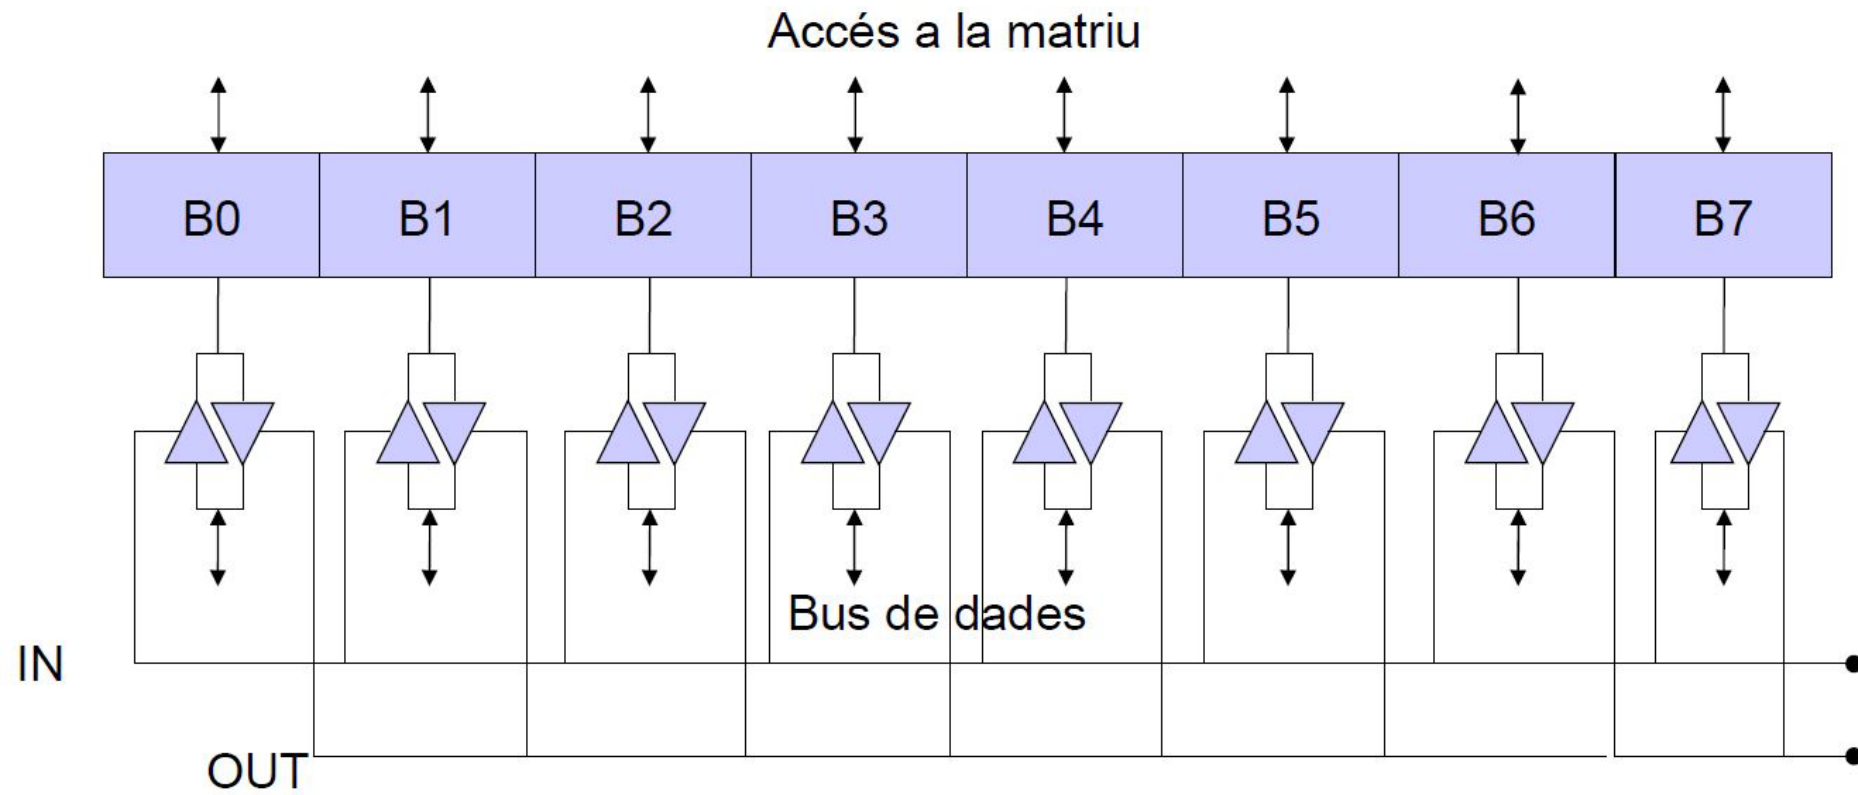 Accés a la matriu
B0 B1 B2 B3 B4 B5 B6 B7
Bus de dades
IN
OUT